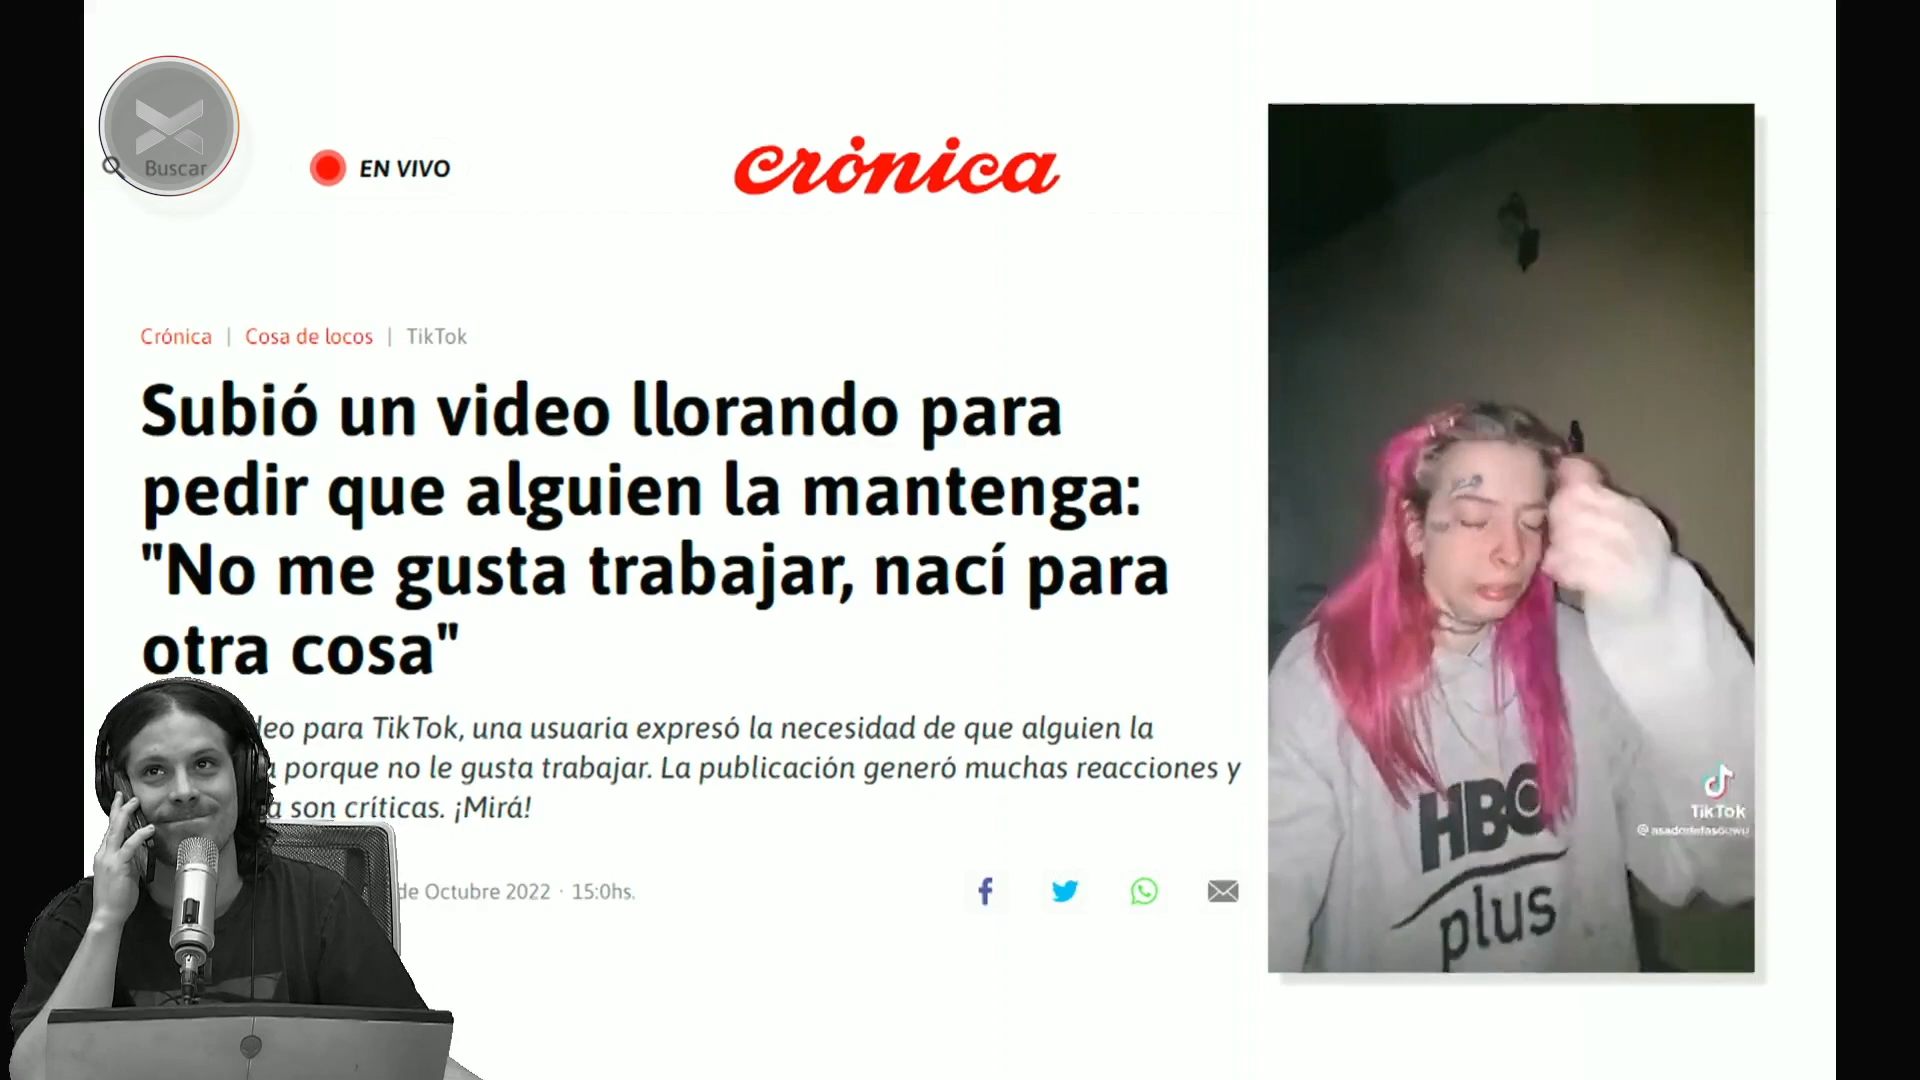 Buscar
EN VIVO
crónica
Crónica | Cosa de locos | TikTok
Subió un video llorando para
pedir que alguien la mantenga:
"No me gusta trabajar, nací para
otra cosa"
para TikTok, una usuaria expresó la necesidad de que alguien la
porque no le gusta trabajar. La publicación generó muchas reacciones y
son críticas. ¡Mirá!
de Octubre 2022 · 15:0hs.
HBO
plus
TikTok